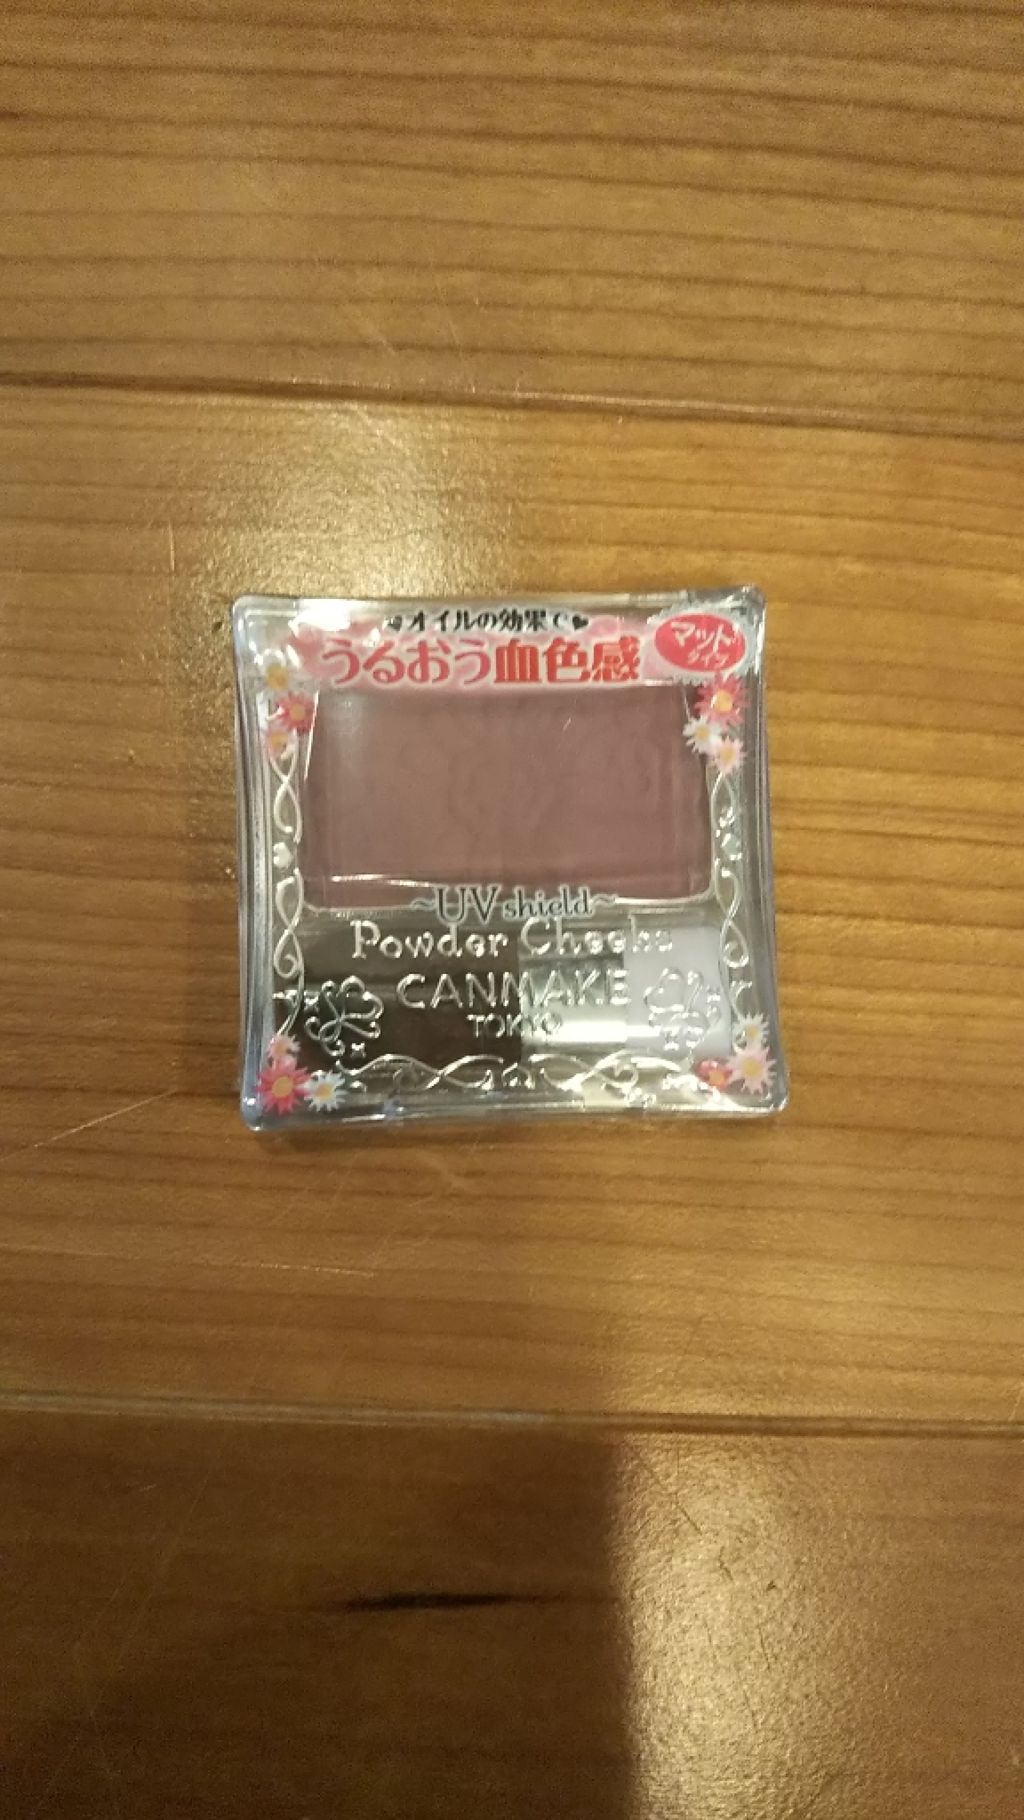 オイルの効果で
うるおう血色感
マット
タイプ
~UV shield~
Powder Cheeks
CANMAKE
TOKYO